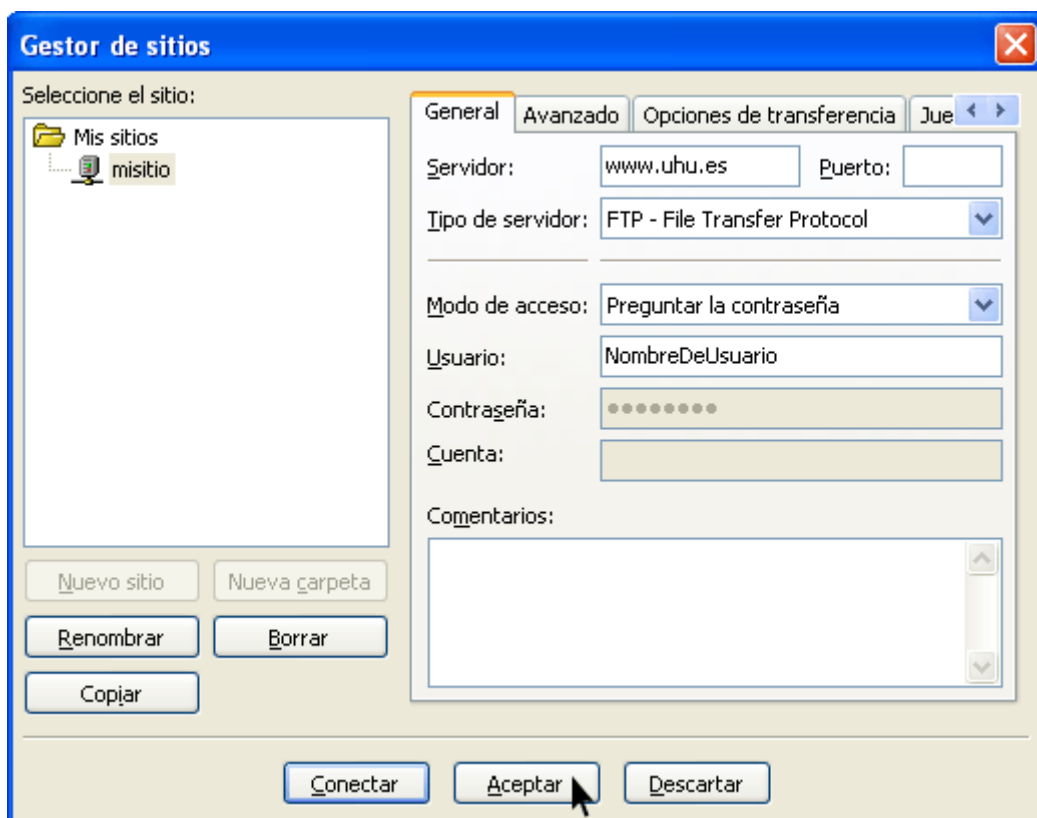 Gestor de sitios
Seleccione el sitio:
Mis sitios
misitio
Nuevo sitio Nueva carpeta
Renombrar Borrar
Copiar
General Avanzado Opciones de transferencia Jue
Servidor: www.uhu.es Puerto:
Tipo de servidor: FTP - File Transfer Protocol
Modo de acceso: Preguntar la contraseña
Usuario: NombreDeUsuario
Contraseña: ●●●●●●●●
Cuenta:
Comentarios:
Conectar Aceptar Descartar